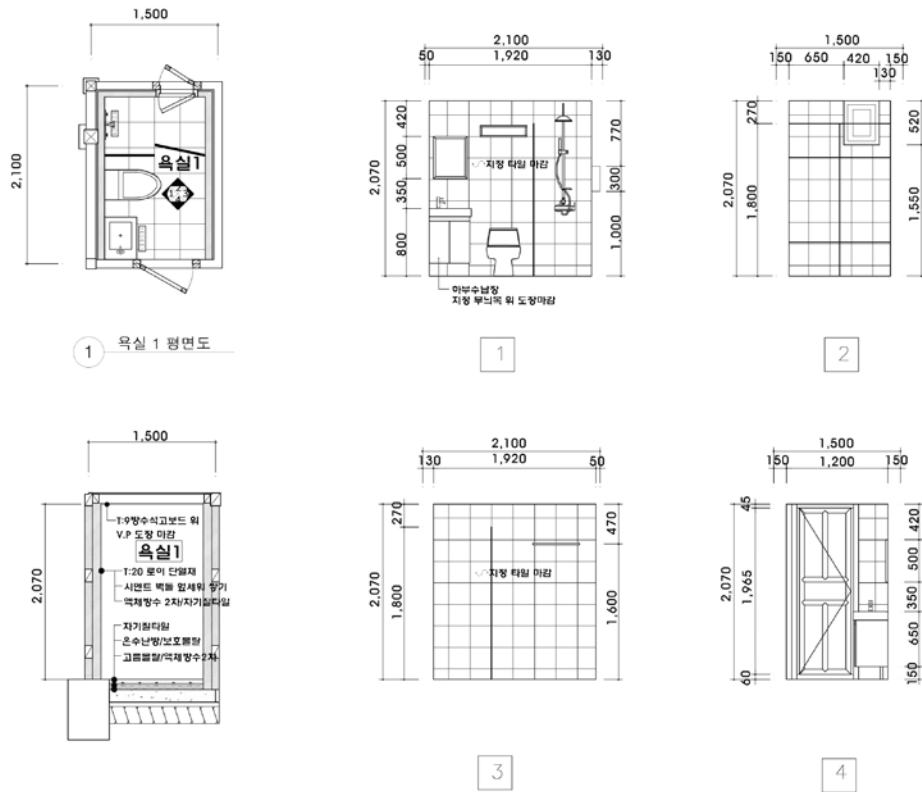 1,500
2,100
욕실1
1 욕실 1 평면도
2,100
50 1,920 130
420
500
350
800
2,070
770
300
1,000
지정 타일 마감
하부수납장
지정 무늬목 위 도장마감
1
1,500
150 650 420 150
130
270
1,800
2,070
520
1,550
2
1,500
2,070
T:9방수석고보드 위
V.P 도장 마감
욕실1
T:20 로이 단열재
시멘트 벽돌 옆세워 쌓기
액체방수 2차/자기질타일
자기질타일
온수난방/보호몰탈
고름몰탈/액체방수2차
2,100
130 1,920 50
270
1,800
2,070
470
1,600
지정 타일 마감
3
1,500
150 1,200 150
45
1,965
60
2,070
420
500
350
650
150
4